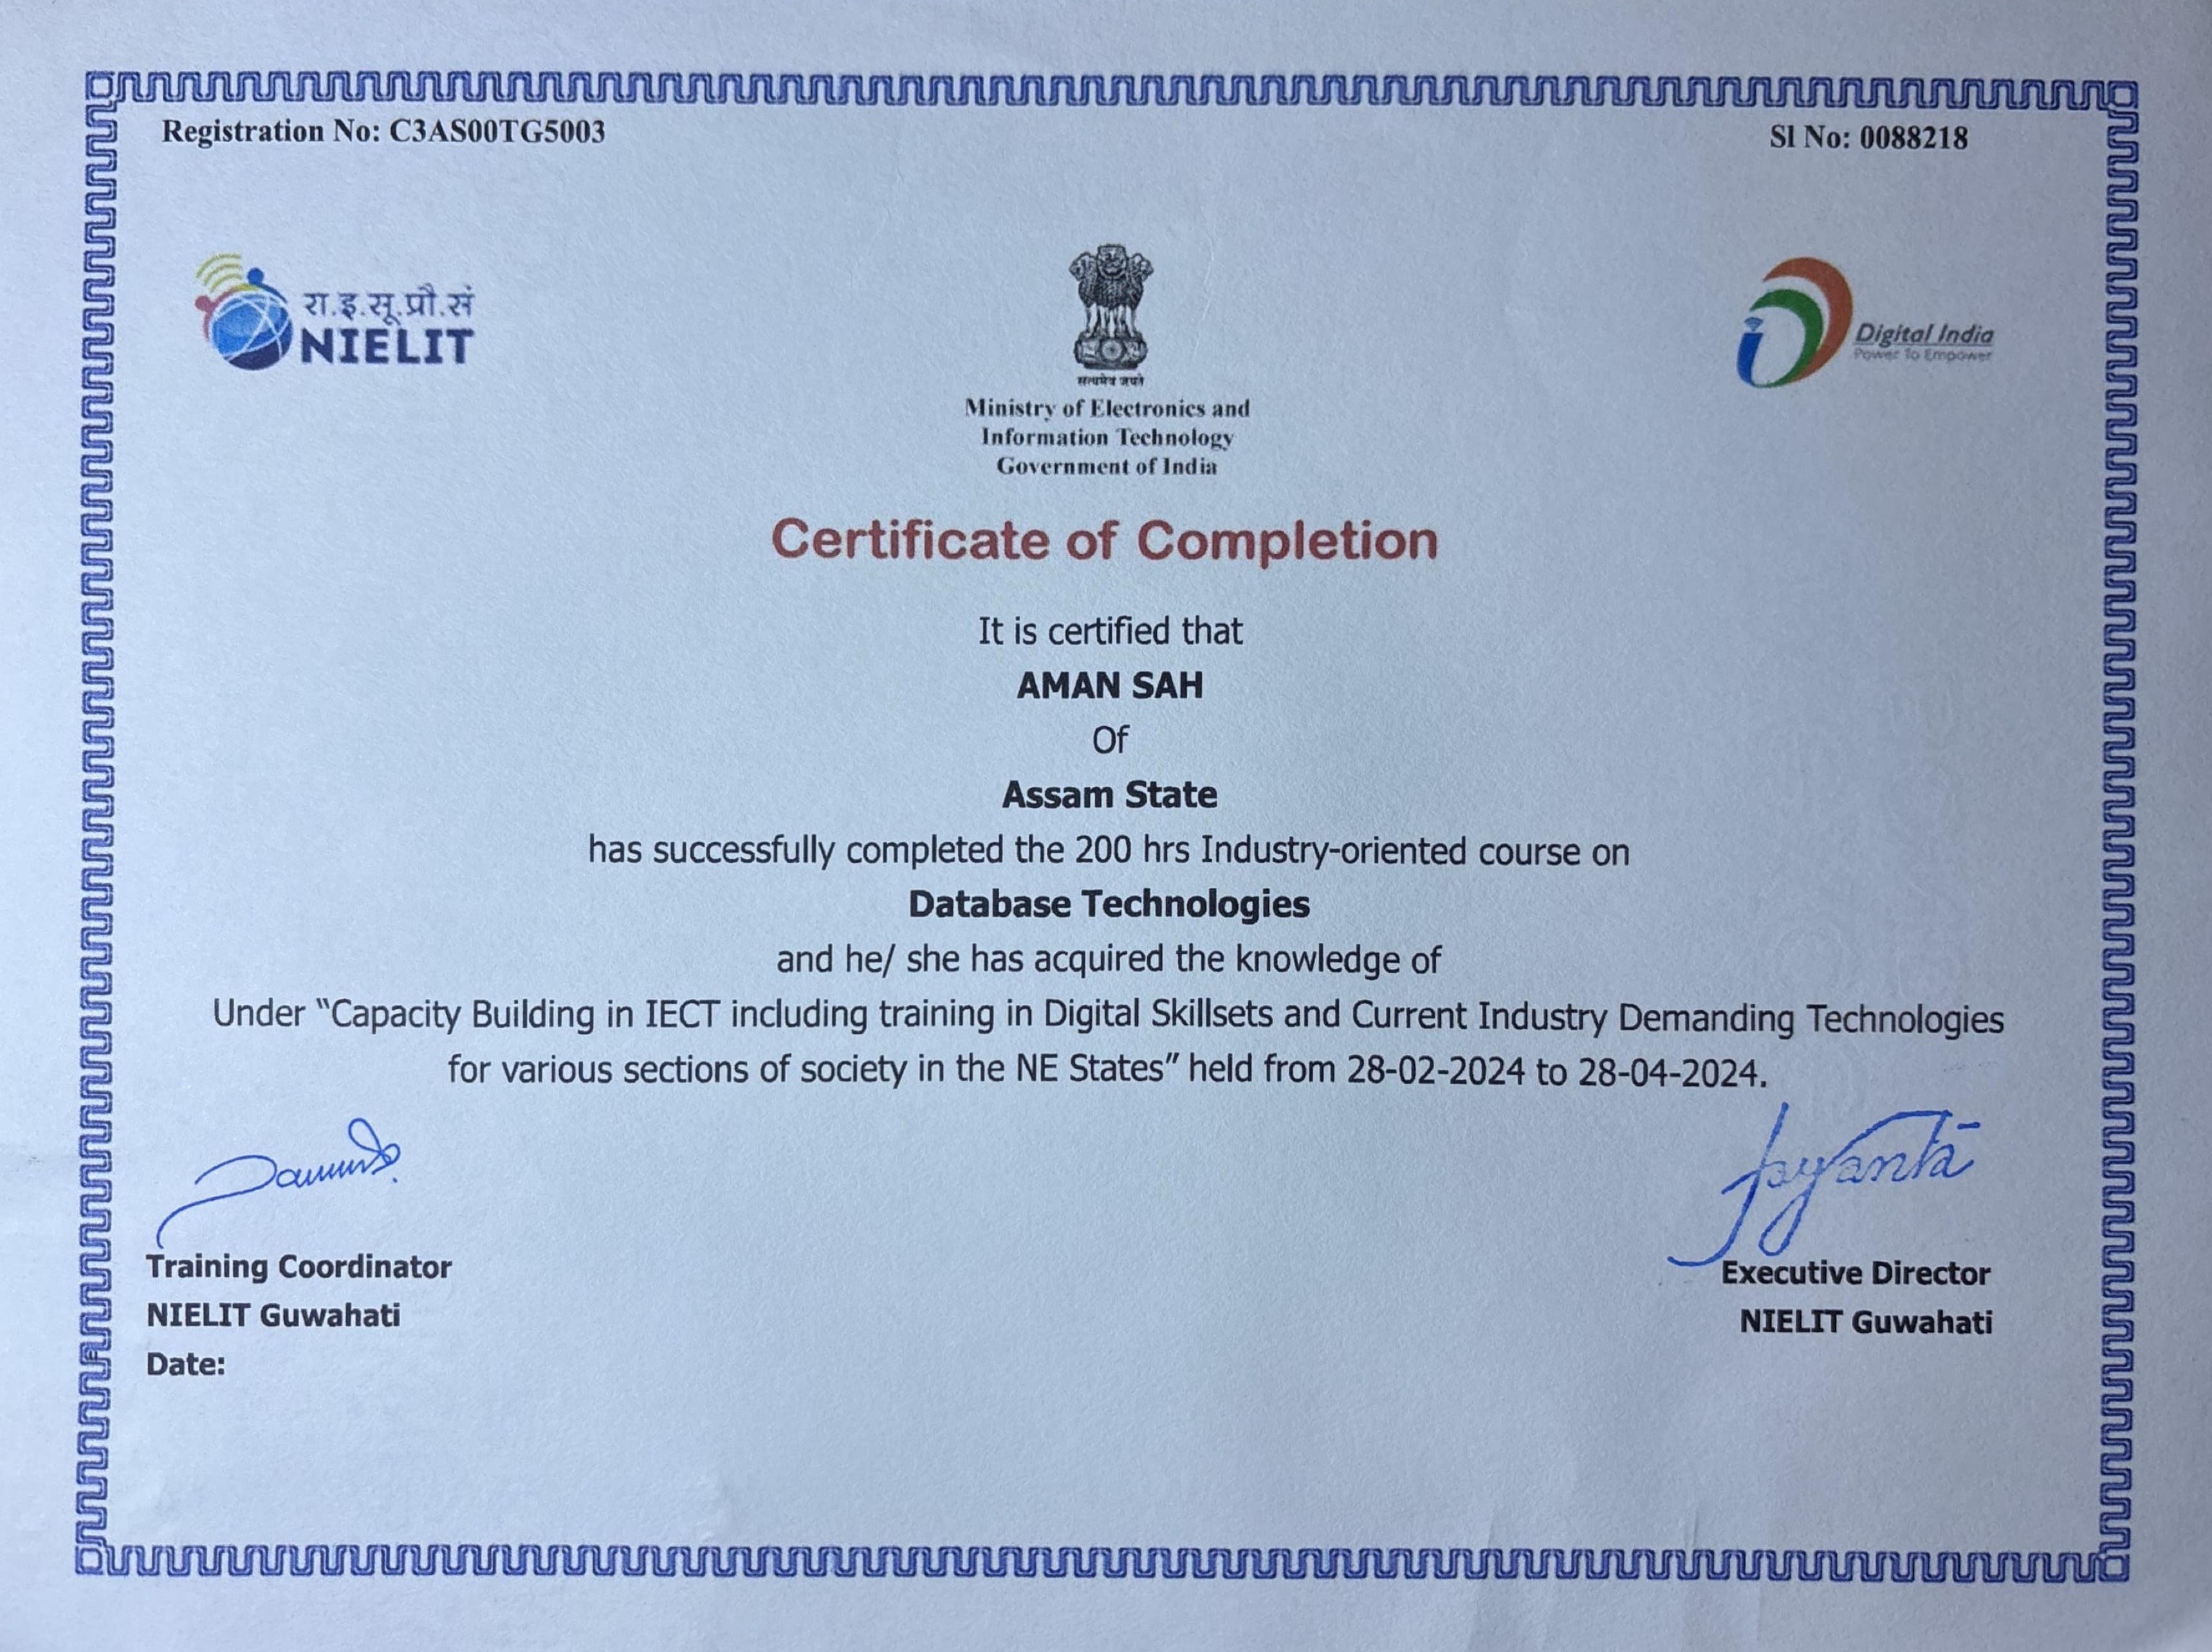 Registration No: C3AS00TG5003
Sl No: 0088218
रा.इ.सू.प्रौ.सं
NIELIT
सत्यमेव जयते
Digital India
Power To Empower
Ministry of Electronics and
Information Technology
Government of India
Certificate of Completion
It is certified that
AMAN SAH
Of
Assam State
has successfully completed the 200 hrs Industry-oriented course on
Database Technologies
and he/ she has acquired the knowledge of
Under “Capacity Building in IECT including training in Digital Skillsets and Current Industry Demanding Technologies
for various sections of society in the NE States” held from 28-02-2024 to 28-04-2024.
Jayanta
Training Coordinator
NIELIT Guwahati
Date:
Executive Director
NIELIT Guwahati